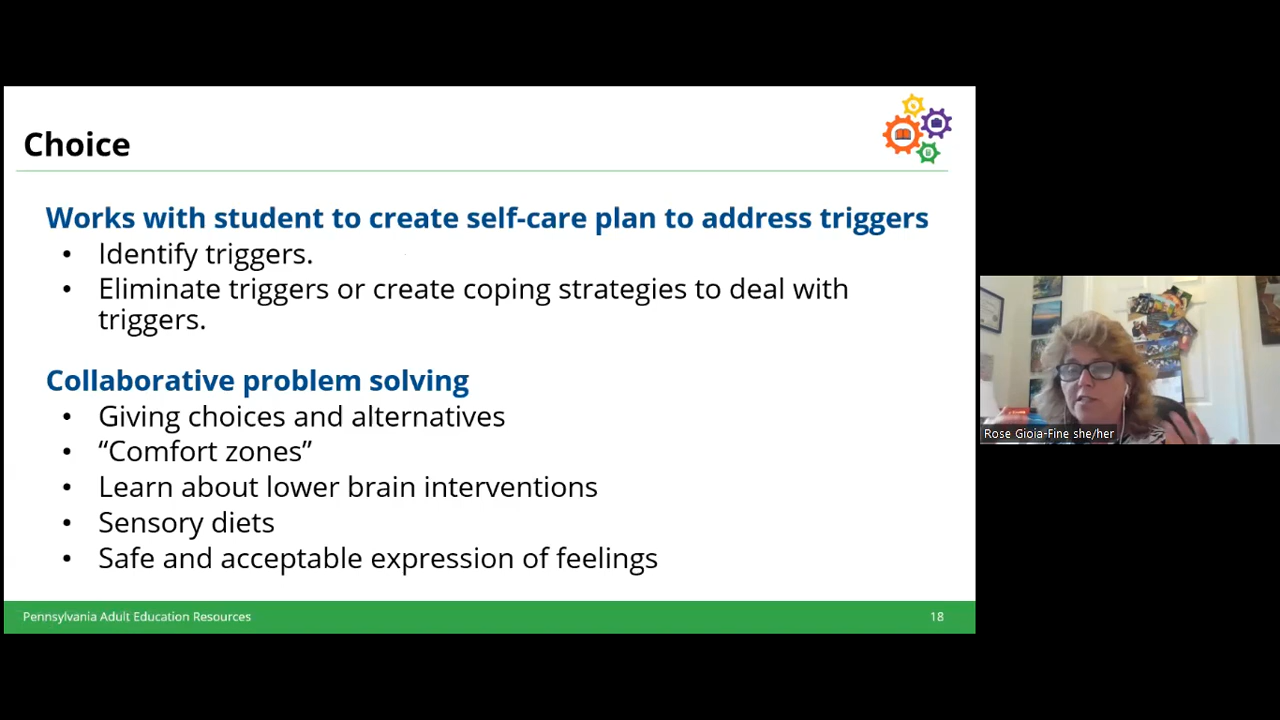 Choice
Works with student to create self-care plan to address triggers
• Identify triggers.
• Eliminate triggers or create coping strategies to deal with
triggers.
Collaborative problem solving
• Giving choices and alternatives
• “Comfort zones”
• Learn about lower brain interventions
• Sensory diets
• Safe and acceptable expression of feelings
Pennsylvania Adult Education Resources
18
Rose Gioia-Fine she/her